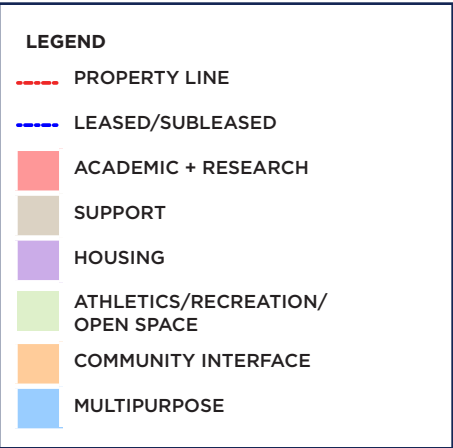 LEGEND
PROPERTY LINE
LEASED/SUBLEASED
ACADEMIC + RESEARCH
SUPPORT
HOUSING
ATHLETICS/RECREATION/
OPEN SPACE
COMMUNITY INTERFACE
MULTIPURPOSE